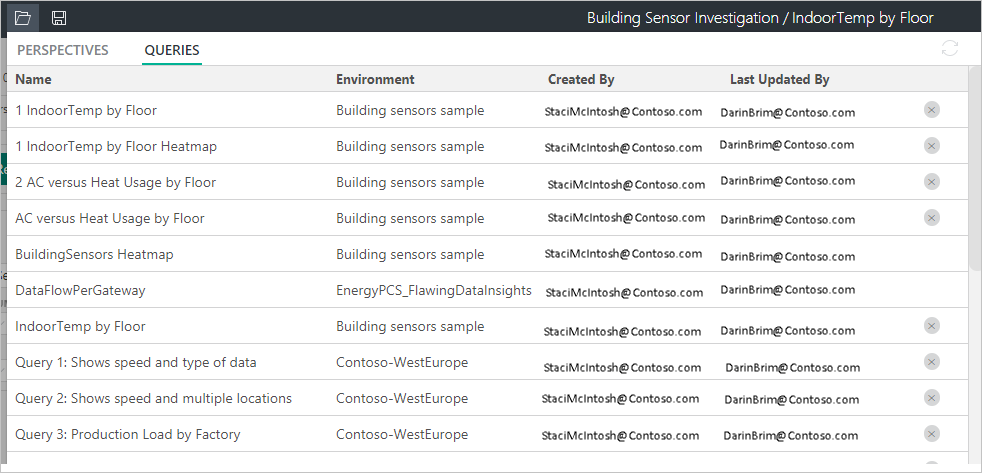 Building Sensor Investigation / IndoorTemp by Floor
PERSPECTIVES QUERIES
Name Environment Created By Last Updated By
1 IndoorTemp by Floor Building sensors sample StaciMcIntosh@Contoso.com DarinBrim@Contoso.com
1 IndoorTemp by Floor Heatmap Building sensors sample StaciMcIntosh@Contoso.com DarinBrim@Contoso.com
2 AC versus Heat Usage by Floor Building sensors sample StaciMcIntosh@Contoso.com DarinBrim@Contoso.com
AC versus Heat Usage by Floor Building sensors sample StaciMcIntosh@Contoso.com DarinBrim@Contoso.com
BuildingSensors Heatmap Building sensors sample StaciMcIntosh@Contoso.com DarinBrim@Contoso.com
DataFlowPerGateway EnergyPCS_FlawingDataInsights StaciMcIntosh@Contoso.com DarinBrim@Contoso.com
IndoorTemp by Floor Building sensors sample StaciMcIntosh@Contoso.com DarinBrim@Contoso.com
Query 1: Shows speed and type of data Contoso-WestEurope StaciMcIntosh@Contoso.com DarinBrim@Contoso.com
Query 2: Shows speed and multiple locations Contoso-WestEurope StaciMcIntosh@Contoso.com DarinBrim@Contoso.com
Query 3: Production Load by Factory Contoso-WestEurope StaciMcIntosh@Contoso.com DarinBrim@Contoso.com